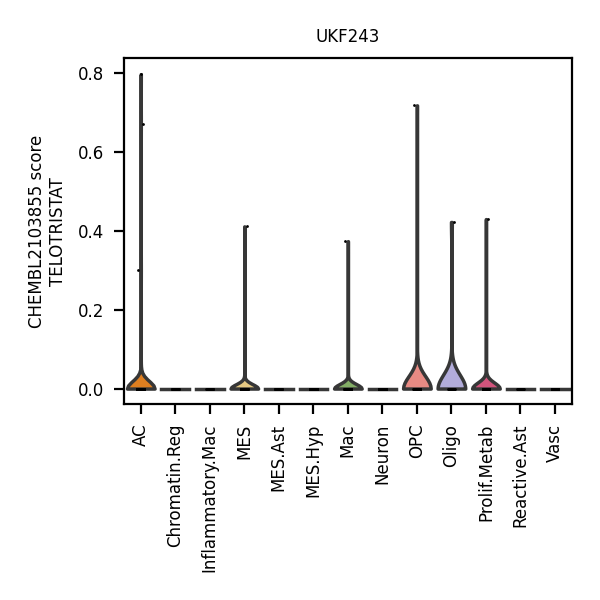 UKF243
CHEMBL2103855 score
TELOTRISTAT
0.8
0.6
0.4
0.2
0.0
AC
Chromatin.Reg
Inflammatory.Mac
MES
MES.Ast
MES.Hyp
Mac
Neuron
OPC
Oligo
Prolif.Metab
Reactive.Ast
Vasc